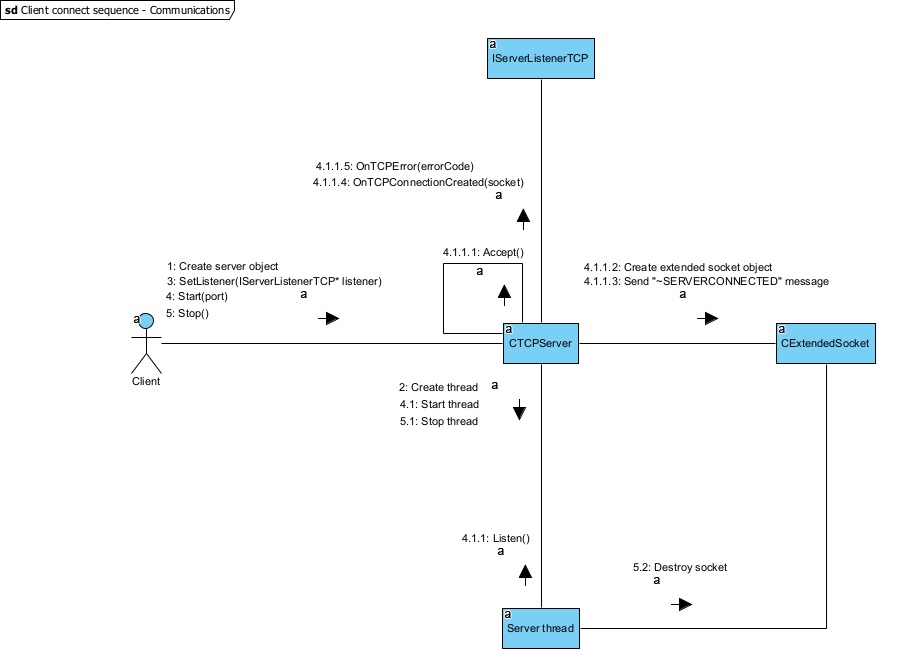 sd Client connect sequence - Communications
a
IServerListenerTCP
4.1.1.5: OnTCPError(errorCode)
4.1.1.4: OnTCPConnectionCreated(socket)
a
4.1.1.1: Accept()
a
1: Create server object
3: SetListener(IServerListenerTCP* listener)
4: Start(port)
a
5: Stop()
4.1.1.2: Create extended socket object
4.1.1.3: Send "~SERVERCONNECTED" message
a
a
Client
a
CTCPServer
a
CExtendedSocket
2: Create thread
a
4.1: Start thread
5.1: Stop thread
4.1.1: Listen()
a
5.2: Destroy socket
a
a
Server thread